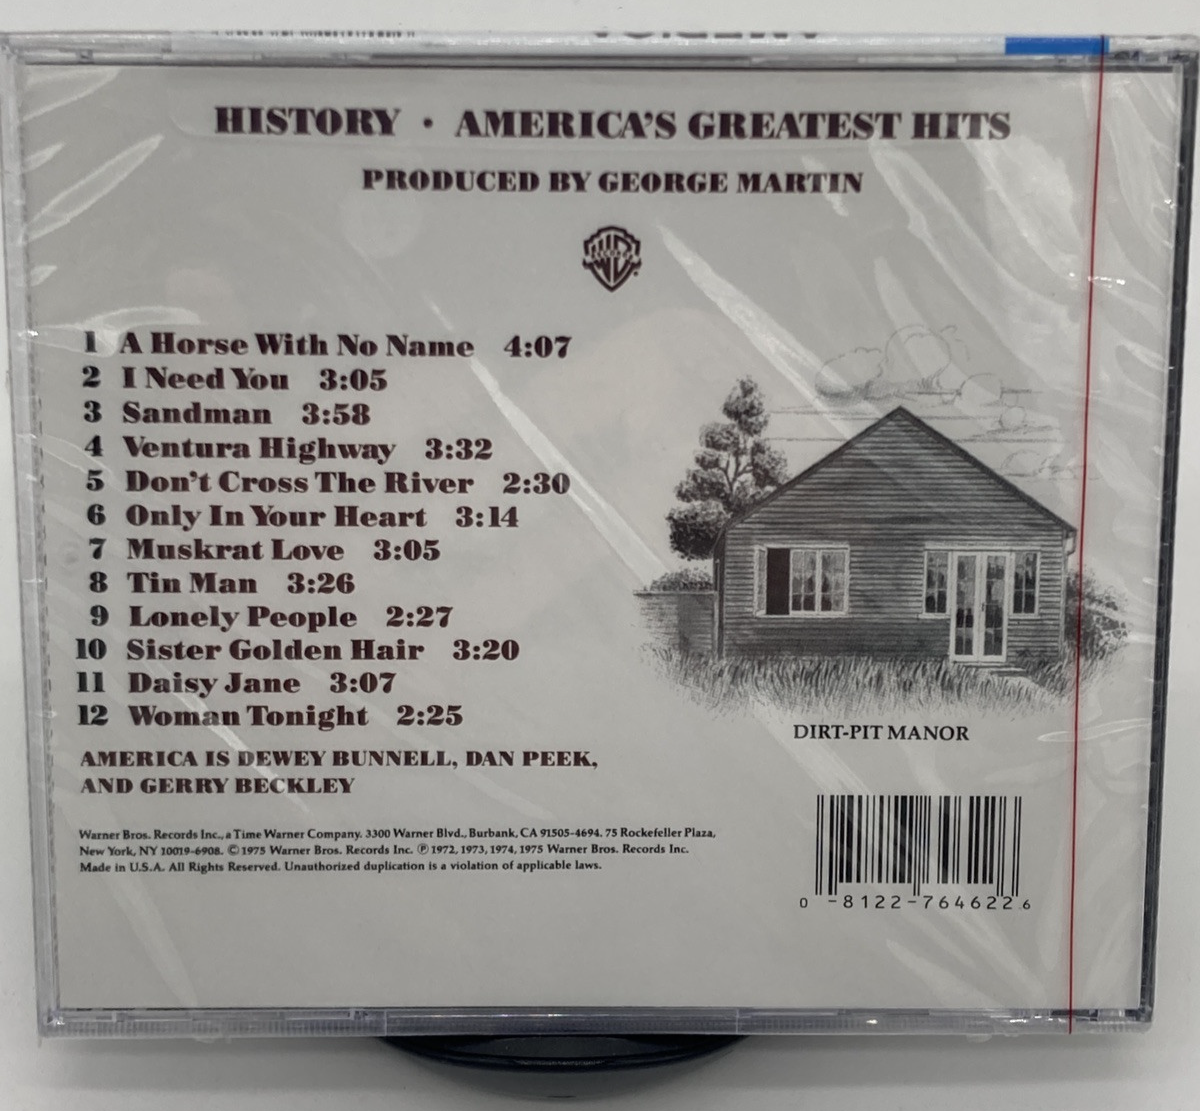 HISTORY · AMERICA'S GREATEST HITS
PRODUCED BY GEORGE MARTIN
1 A Horse With No Name 4:07
2 I Need You 3:05
3 Sandman 3:58
4 Ventura Highway 3:32
5 Don't Cross The River 2:30
6 Only In Your Heart 3:14
7 Muskrat Love 3:05
8 Tin Man 3:26
9 Lonely People 2:27
10 Sister Golden Hair 3:20
11 Daisy Jane 3:07
12 Woman Tonight 2:25
AMERICA IS DEWEY BUNNELL, DAN PEEK,
AND GERRY BECKLEY
DIRT-PIT MANOR
Warner Bros. Records Inc., a Time Warner Company. 3300 Warner Blvd., Burbank, CA 91505-4694. 75 Rockefeller Plaza,
New York, NY 10019-6908. © 1975 Warner Bros. Records Inc. ℗ 1972, 1973, 1974, 1975 Warner Bros. Records Inc.
Made in U.S.A. All Rights Reserved. Unauthorized duplication is a violation of applicable laws.
0 -8122-764622 6